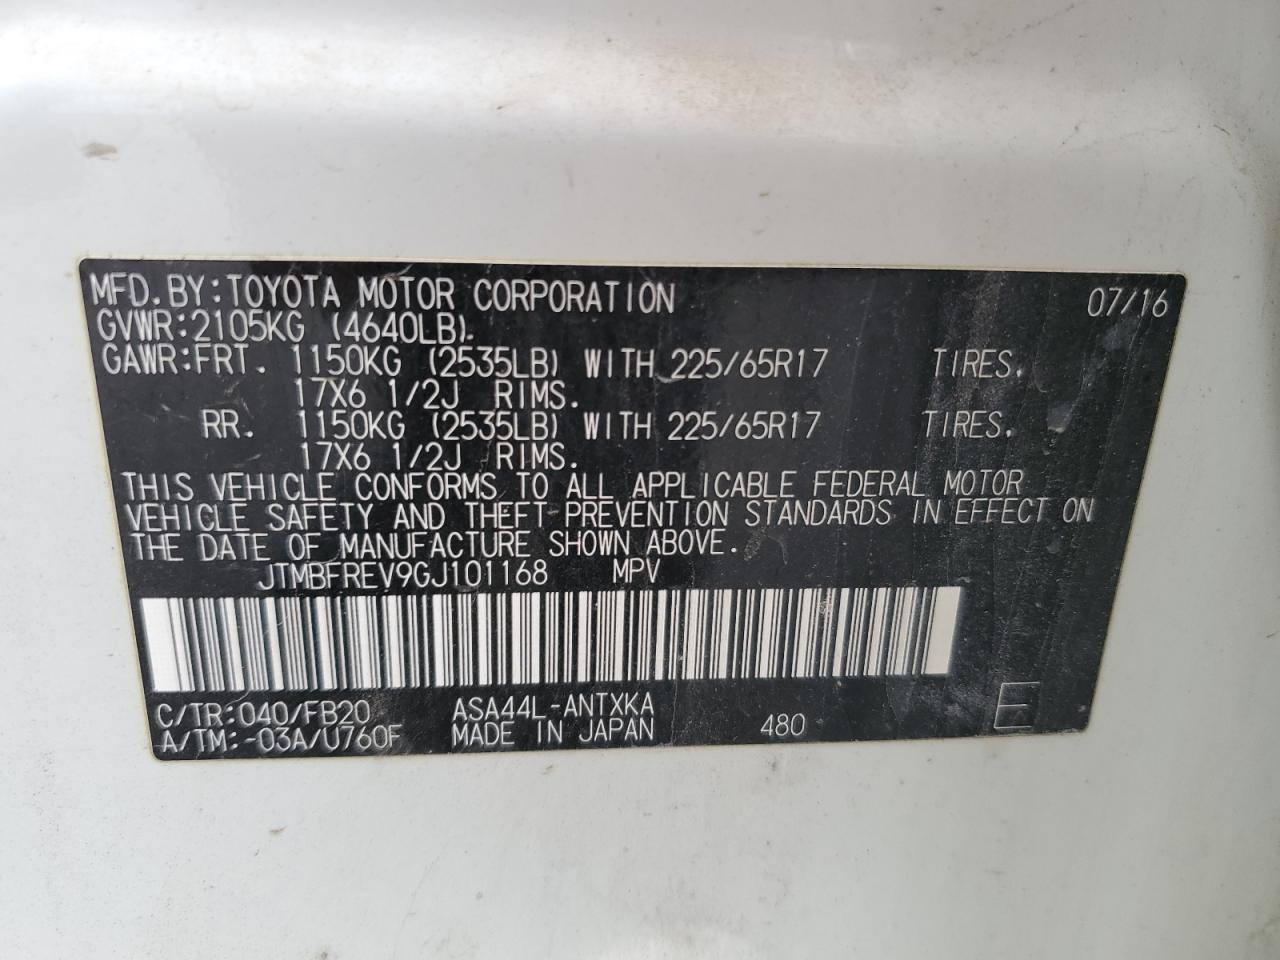 MFD.BY:TOYOTA MOTOR CORPORATION 07/16
GVWR:2105KG (4640LB).
GAWR:FRT. 1150KG (2535LB) WITH 225/65R17 TIRES.
17X6 1/2J RIMS.
RR. 1150KG (2535LB) WITH 225/65R17 TIRES.
17X6 1/2J RIMS.
THIS VEHICLE CONFORMS TO ALL APPLICABLE FEDERAL MOTOR
VEHICLE SAFETY AND THEFT PREVENTION STANDARDS IN EFFECT ON
THE DATE OF MANUFACTURE SHOWN ABOVE.
JTMBFREV9GJ101168 MPV
C/TR:040/FB20 ASA44L-ANTXKA
A/TM:-03A/U760F MADE IN JAPAN 480 E